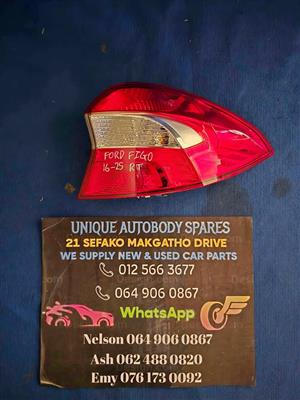 FORD FIGO
16-25 RT
UNIQUE AUTOBODY SPARES
21 SEFAKO MAKGATHO DRIVE
WE SUPPLY NEW & USED CAR PARTS
012 566 3677
064 906 0867
WhatsApp
Nelson 064 906 0867
Ash 062 488 0820
Emy 076 173 0092